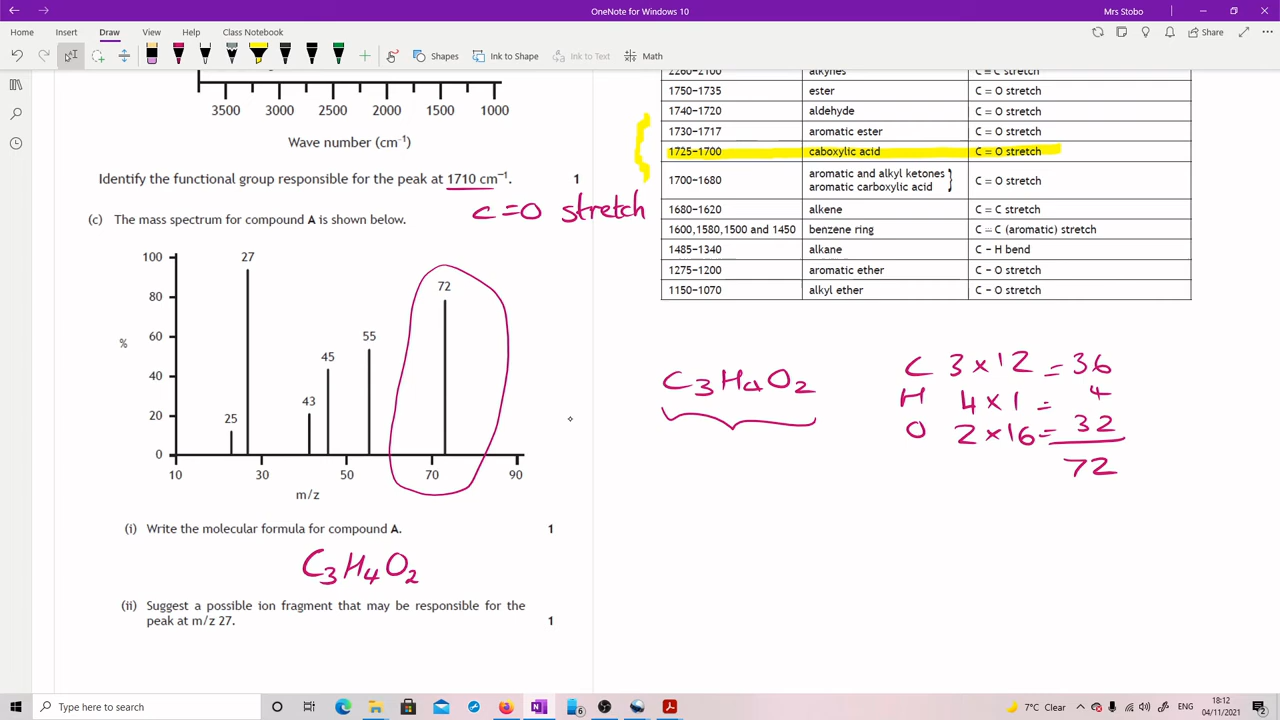 OneNote for Windows 10
Mrs Stobo
Home Insert Draw View Help Class Notebook
Share
Shapes Ink to Shape Ink to Text Math
3500 3000 2500 2000 1500 1000
Wave number (cm⁻¹)
Identify the functional group responsible for the peak at 1710 cm⁻¹. 1
C=O stretch
(c) The mass spectrum for compound A is shown below.
100
80
60
%
40
20
0
25
27
43
45
55
72
10 30 50 70 90
m/z
(i) Write the molecular formula for compound A. 1
C₃H₄O₂
(ii) Suggest a possible ion fragment that may be responsible for the
peak at m/z 27. 1
2260–2100 alkynes C ≡ C stretch
1750–1735 ester C = O stretch
1740–1720 aldehyde C = O stretch
1730–1717 aromatic ester C = O stretch
1725–1700 caboxylic acid C = O stretch
1700–1680 aromatic and alkyl ketones
aromatic carboxylic acid } C = O stretch
1680–1620 alkene C = C stretch
1600,1580,1500 and 1450 benzene ring C = C (aromatic) stretch
1485–1340 alkane C – H bend
1275–1200 aromatic ether C – O stretch
1150–1070 alkyl ether C – O stretch
C₃H₄O₂
C 3 × 12 = 36
H 4 × 1 = 4
O 2 × 16 = 32
72
Type here to search
6
7°C Clear
ENG
18:12
04/11/2021
2